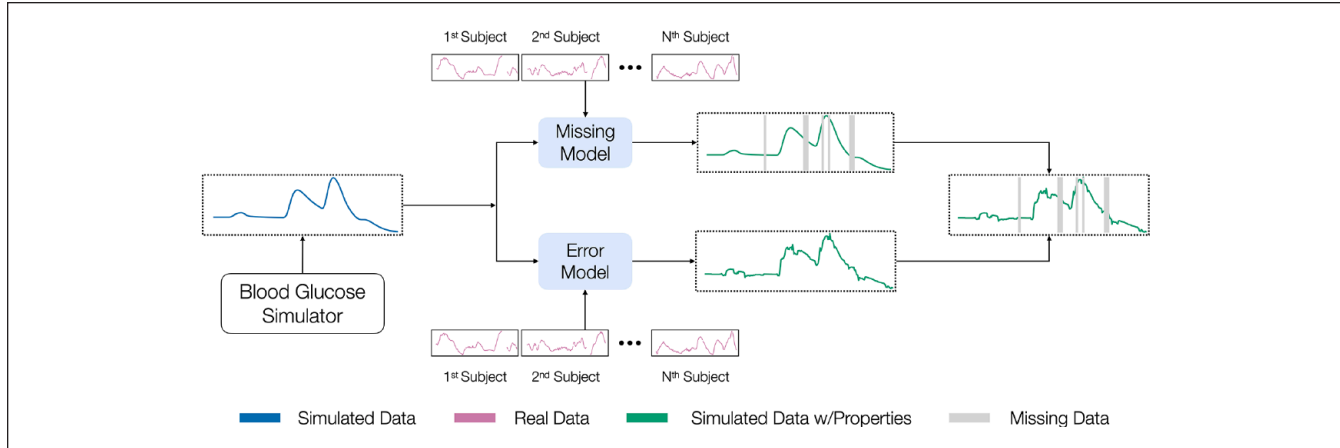 1st Subject 2nd Subject Nth Subject
Missing
Model
Error
Model
Blood Glucose
Simulator
1st Subject 2nd Subject Nth Subject
Simulated Data Real Data Simulated Data w/Properties Missing Data